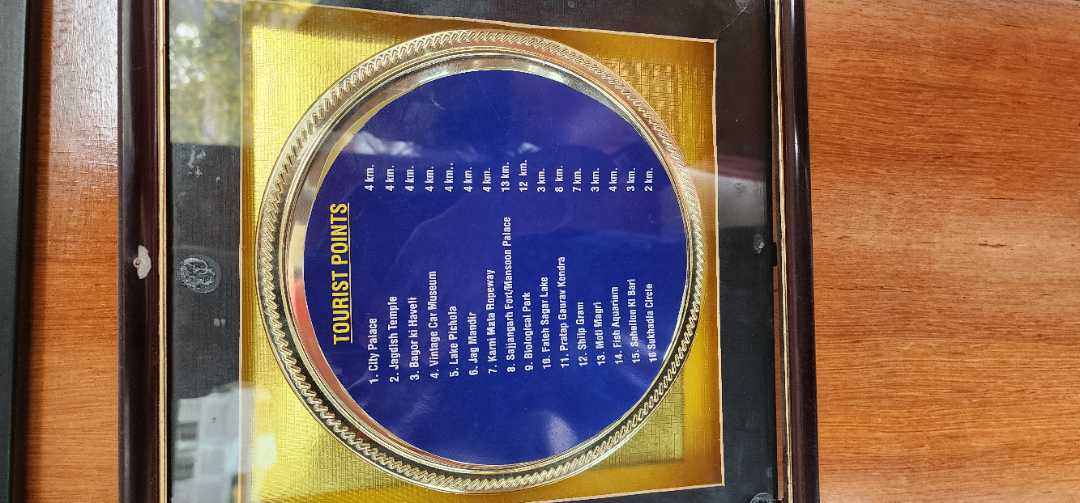 TOURIST POINTS
1. City Palace 4 km.
2. Jagdish Temple 4 km.
3. Bagor ki Haveli 4 km.
4. Vintage Car Museum 4 km.
5. Lake Pichola 4 km..
6. Jag Mandir 4 km.
7. Karni Mata Ropeway 4 km.
8. Sajjangarh Fort/Mansoon Palace 13 km.
9. Biological Park 12 km.
10. Fateh Sagar Lake 3 km.
11. Pratap Gaurav Kendra 8 km.
12. Shilp Gram 7 km.
13. Moti Magri 3 km.
14. Fish Aquarium 4 km.
15. Sahelion Ki Bari 3 km.
16 Sukhadia Circle 2 km.